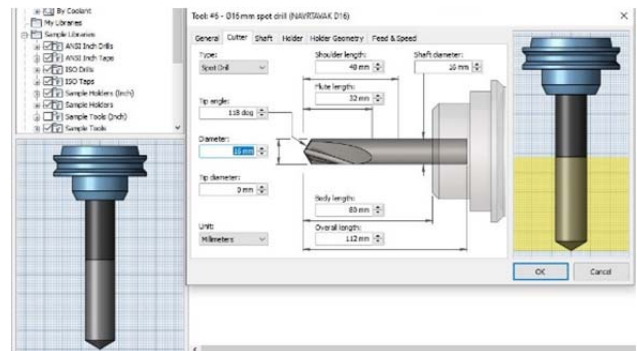 By Coolant
My Libraries
Sample Libraries
ANSI Inch Drills
ANSI Inch Taps
ISO Drills
ISO Taps
Sample Holders (Inch)
Sample Holders
Sample Tools (Inch)
Sample Tools
Tool: #6 - Ø16mm spot drill (NAVRTAVAK D16)
General Cutter Shaft Holder Holder Geometry Feed & Speed
Type:
Spot Drill
Shoulder length:
40 mm
Shaft diameter:
16 mm
Flute length:
32 mm
Tip angle:
118 deg
Diameter:
16 mm
Tip diameter:
0 mm
Unit:
Millimeters
Body length:
80 mm
Overall length:
112 mm
OK Cancel